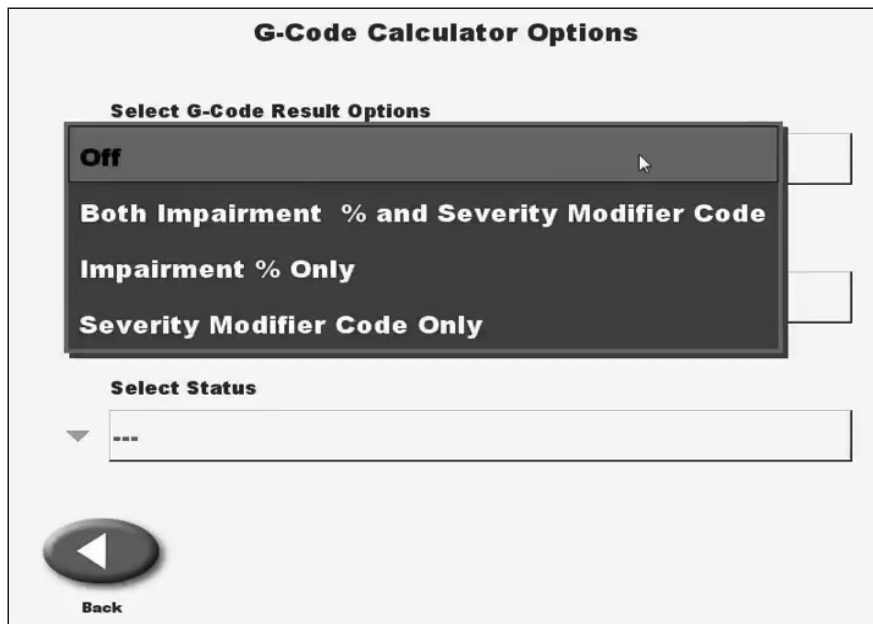 G-Code Calculator Options
Select G-Code Result Options
Off
Both Impairment % and Severity Modifier Code
Impairment % Only
Severity Modifier Code Only
Select Status
---
Back